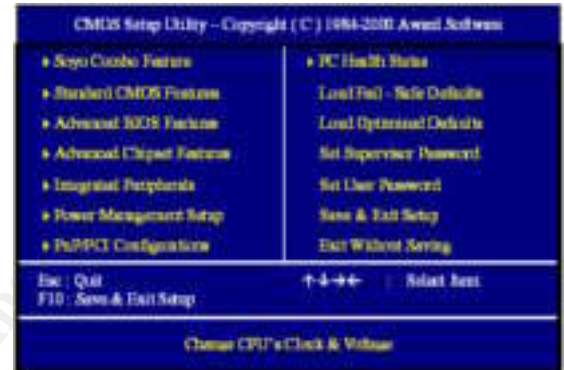 CMOS Setup Utility – Copyright ( C ) 1984-2000 Award Software
▸ Soyo Combo Feature
▸ Standard CMOS Features
▸ Advanced BIOS Features
▸ Advanced Chipset Features
▸ Integrated Peripherals
▸ Power Management Setup
▸ PnP/PCI Configurations
▸ PC Health Status
Load Fail - Safe Defaults
Load Optimized Defaults
Set Supervisor Password
Set User Password
Save & Exit Setup
Exit Without Saving
Esc : Quit
F10 : Save & Exit Setup
↑↓→← : Select Item
Change CPU's Clock & Voltage